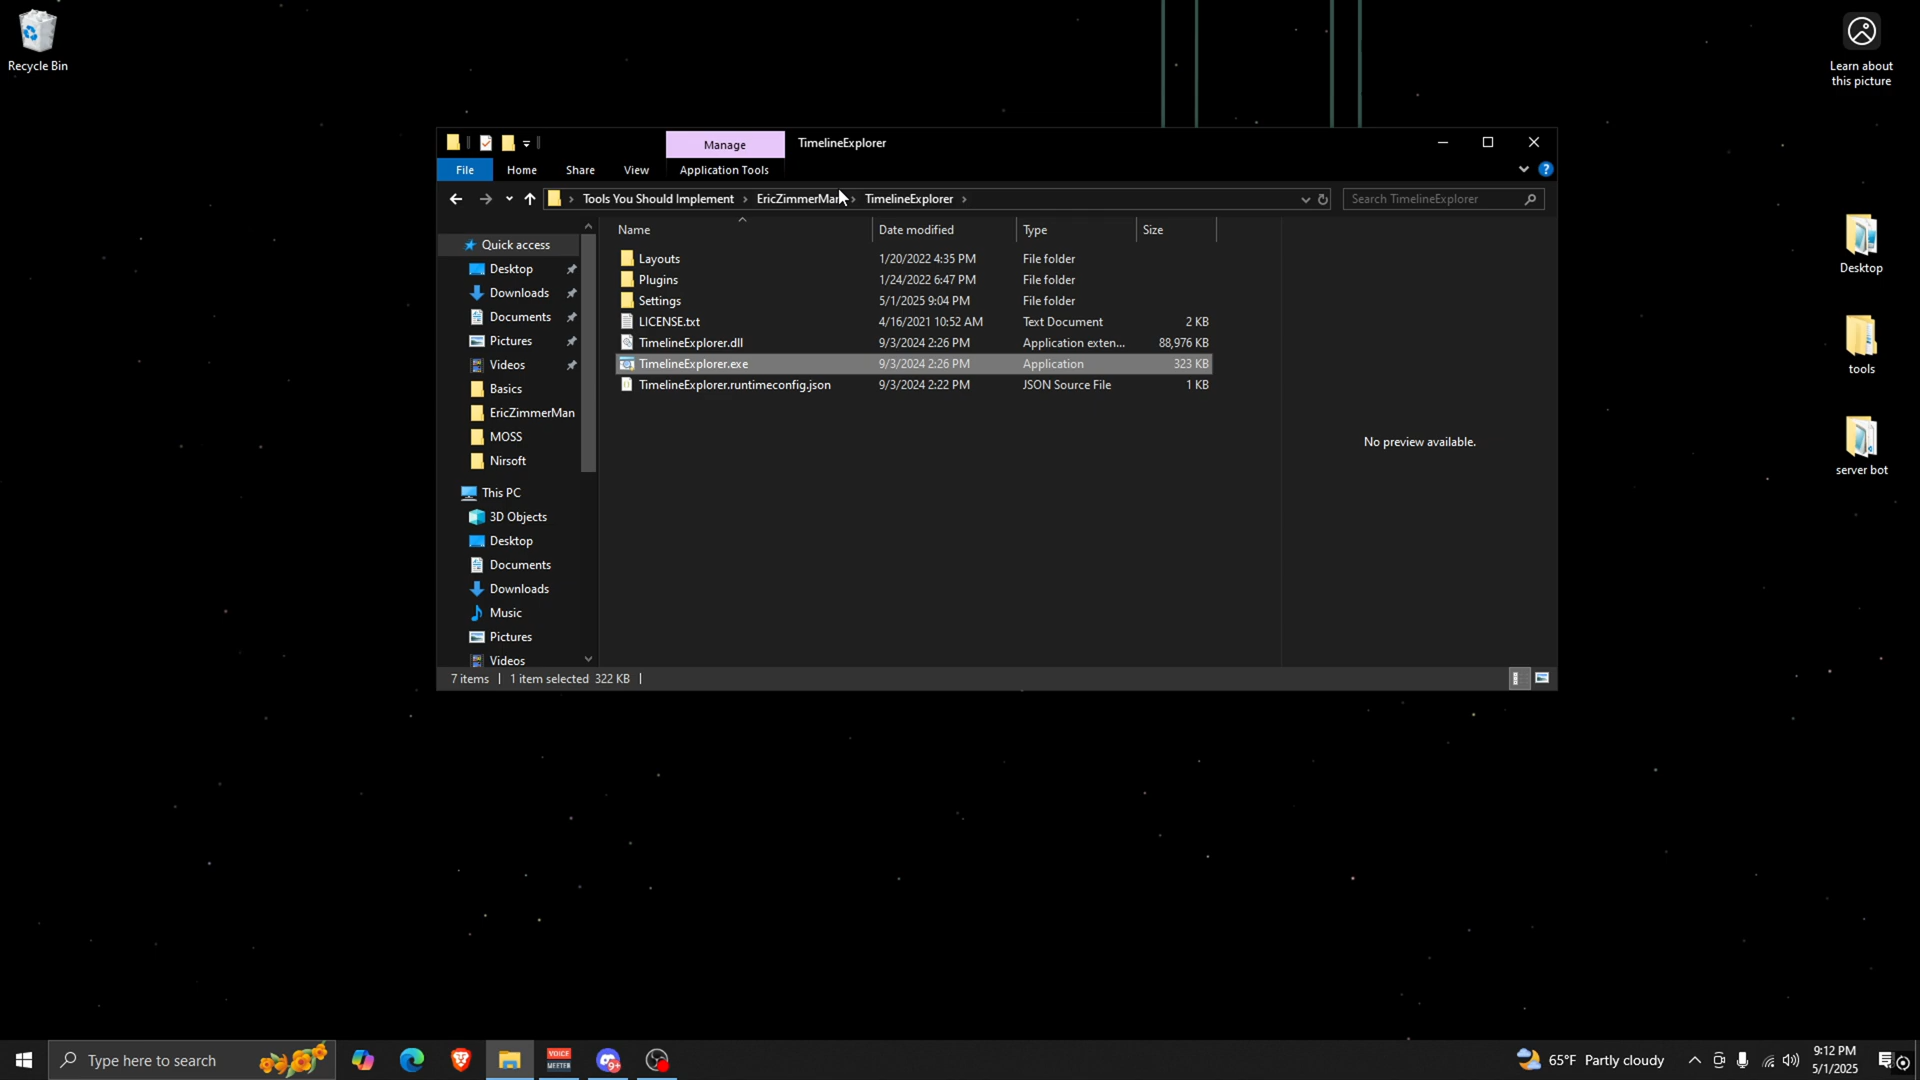 Recycle Bin
Learn about
this picture
Manage
TimelineExplorer
File
Home
Share
View
Application Tools
Tools You Should Implement
EricZimmerMan
TimelineExplorer
Search TimelineExplorer
Name
Date modified
Type
Size
Quick access
Desktop
Downloads
Documents
Pictures
Videos
Basics
EricZimmerMan
MOSS
Nirsoft
This PC
3D Objects
Desktop
Documents
Downloads
Music
Pictures
Videos
Layouts 1/20/2022 4:35 PM File folder
Plugins 1/24/2022 6:47 PM File folder
Settings 5/1/2025 9:04 PM File folder
LICENSE.txt 4/16/2021 10:52 AM Text Document 2 KB
TimelineExplorer.dll 9/3/2024 2:26 PM Application exten... 88,976 KB
TimelineExplorer.exe 9/3/2024 2:26 PM Application 323 KB
TimelineExplorer.runtimeconfig.json 9/3/2024 2:22 PM JSON Source File 1 KB
No preview available.
7 items
1 item selected 322 KB
Desktop
tools
server bot
Type here to search
VOICE
MEETER
9+
65°F Partly cloudy
9:12 PM
5/1/2025